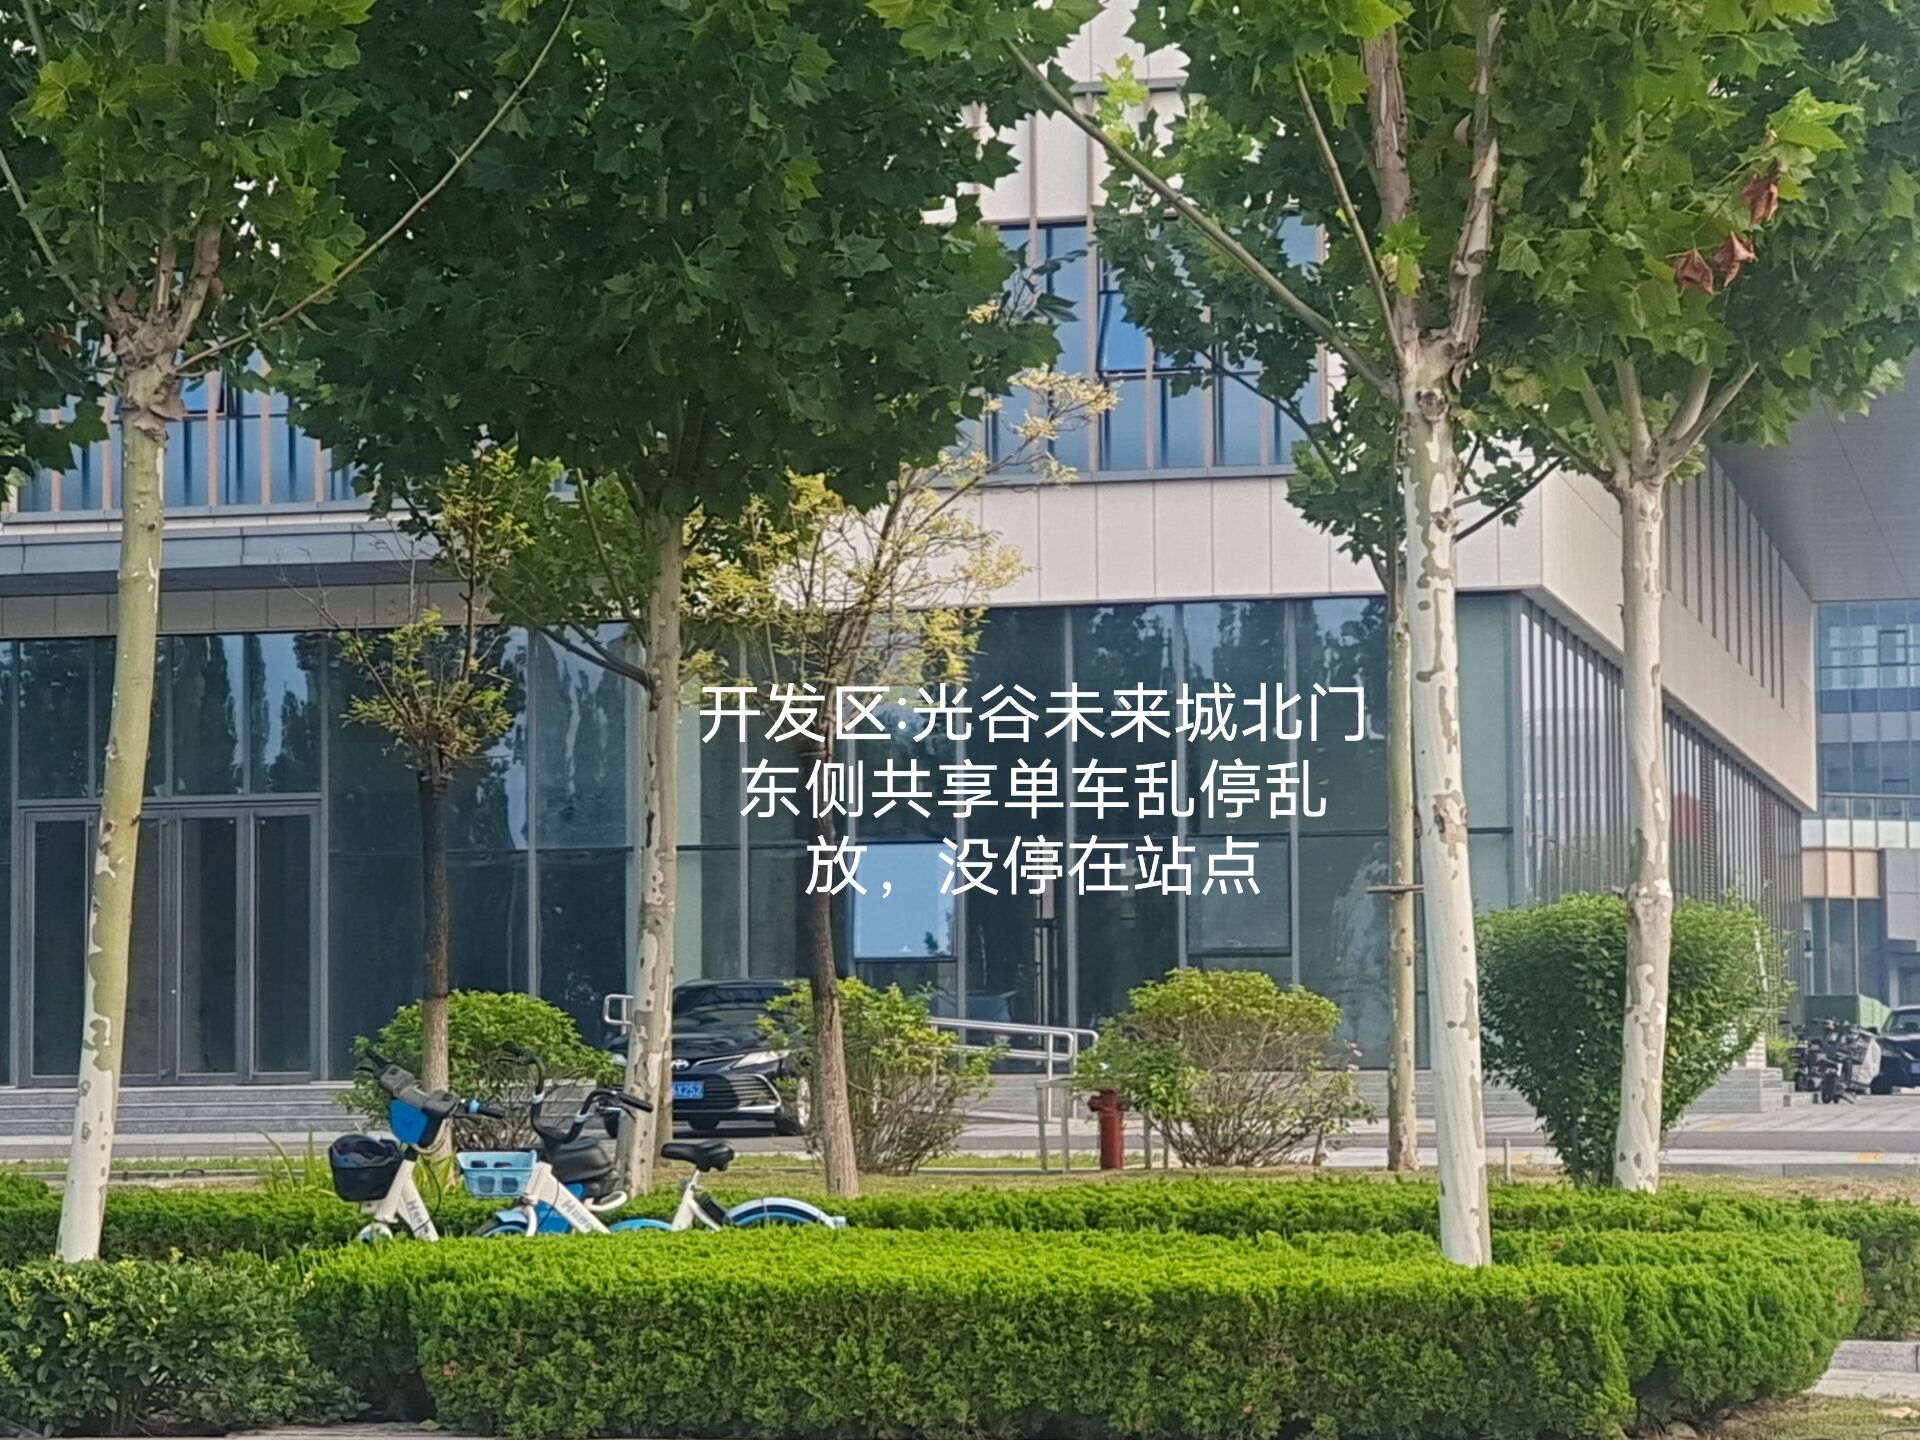 开发区:光谷未来城北门
东侧共享单车乱停乱
放，没停在站点